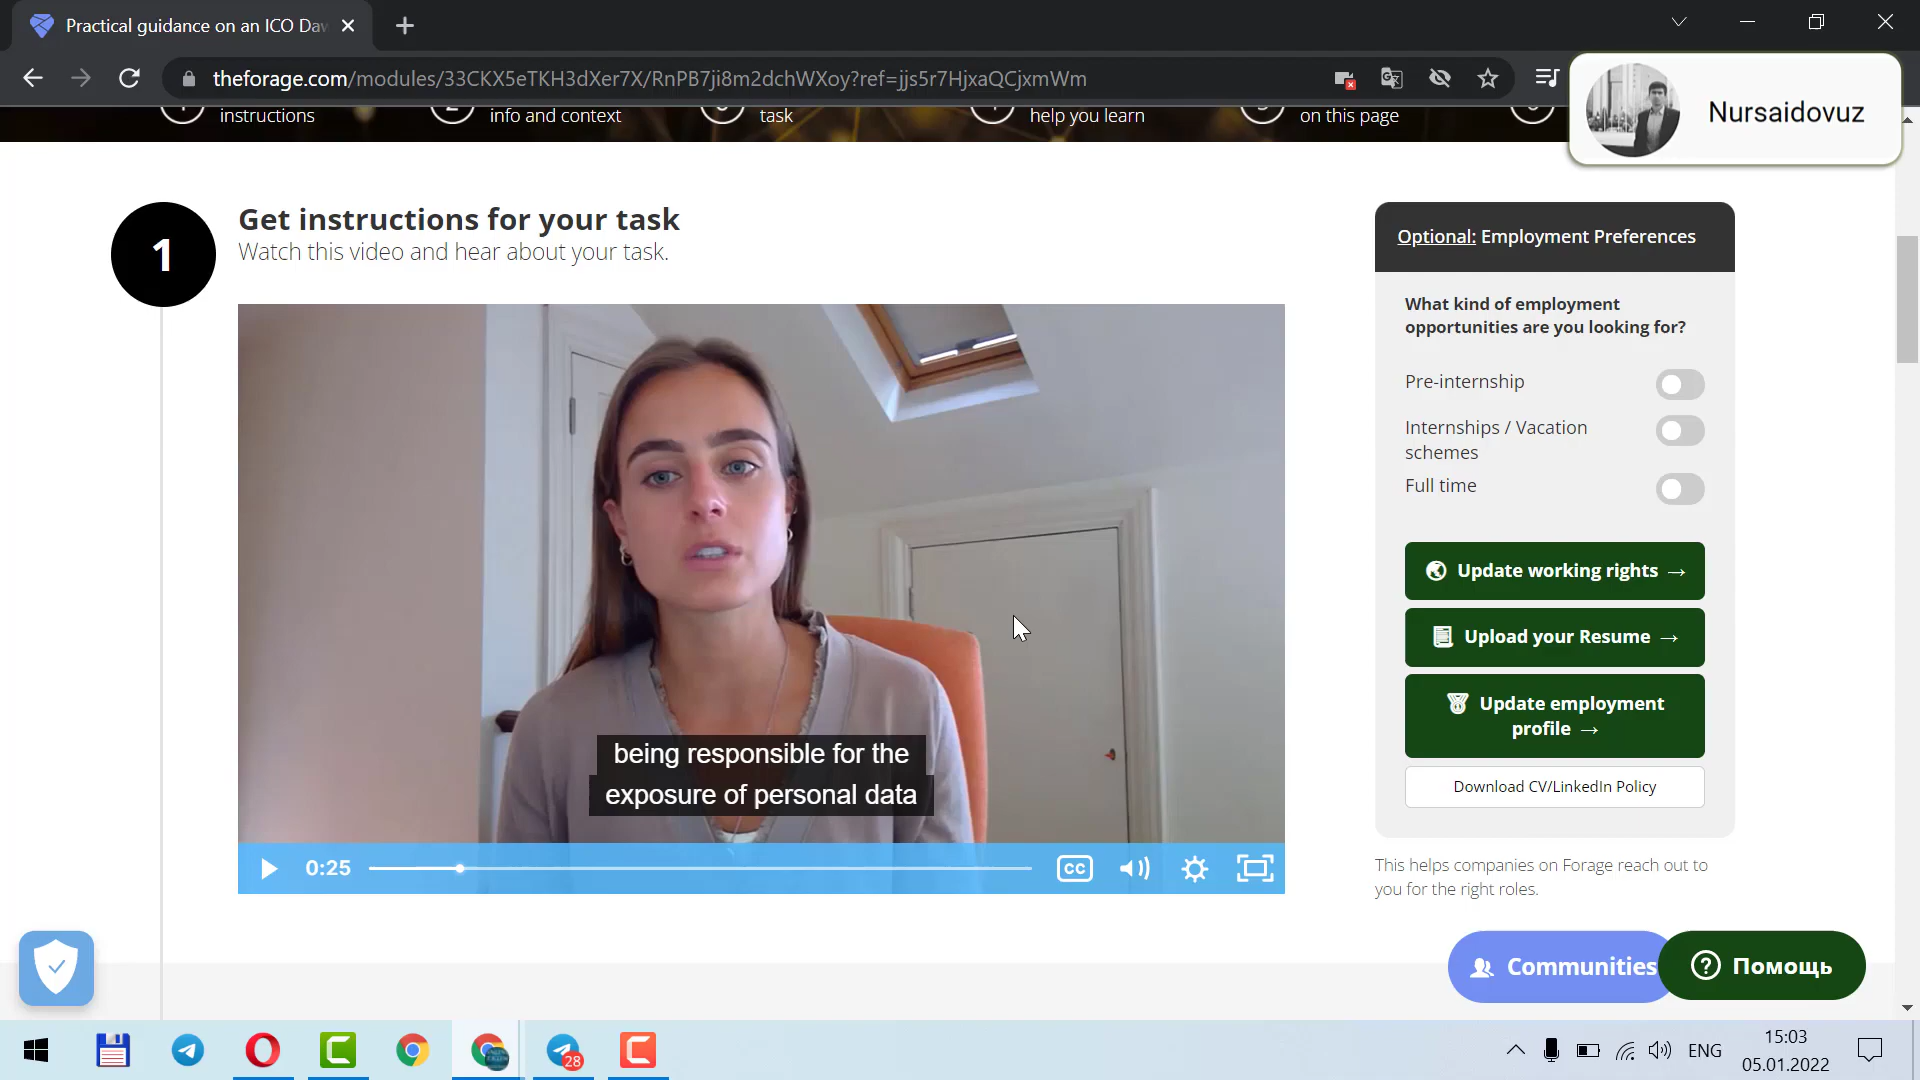 Practical guidance on an ICO Daw
theforage.com/modules/33CKX5eTKH3dXer7X/RnPB7ji8m2dchWXoy?ref=jjs5r7HjxaQCjxmWm
Nursaidovuz
instructions
info and context
task
help you learn
on this page
1
Get instructions for your task
Watch this video and hear about your task.
being responsible for the
exposure of personal data
0:25
CC
Optional: Employment Preferences
What kind of employment
opportunities are you looking for?
Pre-internship
Internships / Vacation
schemes
Full time
Update working rights →
Upload your Resume →
Update employment
profile →
Download CV/LinkedIn Policy
This helps companies on Forage reach out to
you for the right roles.
Communities
? Помощь
28
ENG
15:03
05.01.2022